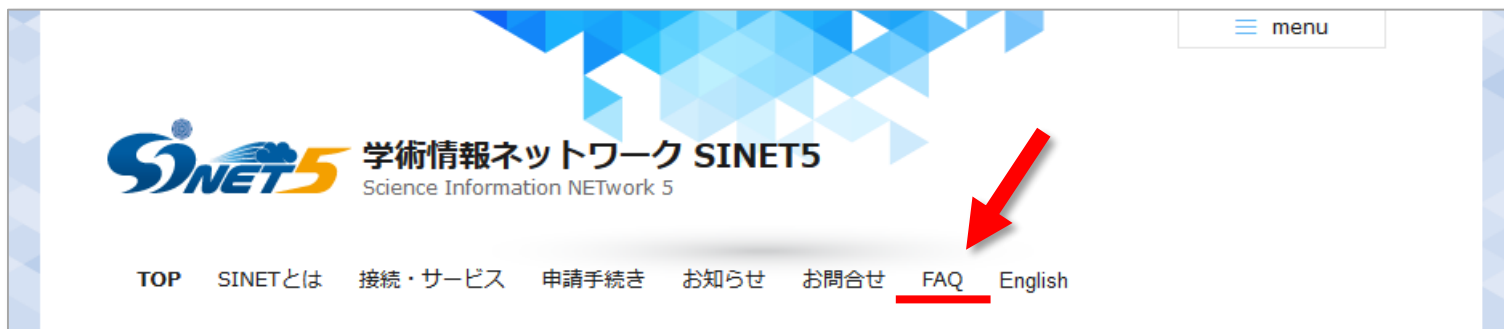 menu
SINET5
学術情報ネットワーク SINET5
Science Information NETwork 5
TOP SINETとは 接続・サービス 申請手続き お知らせ お問合せ FAQ English